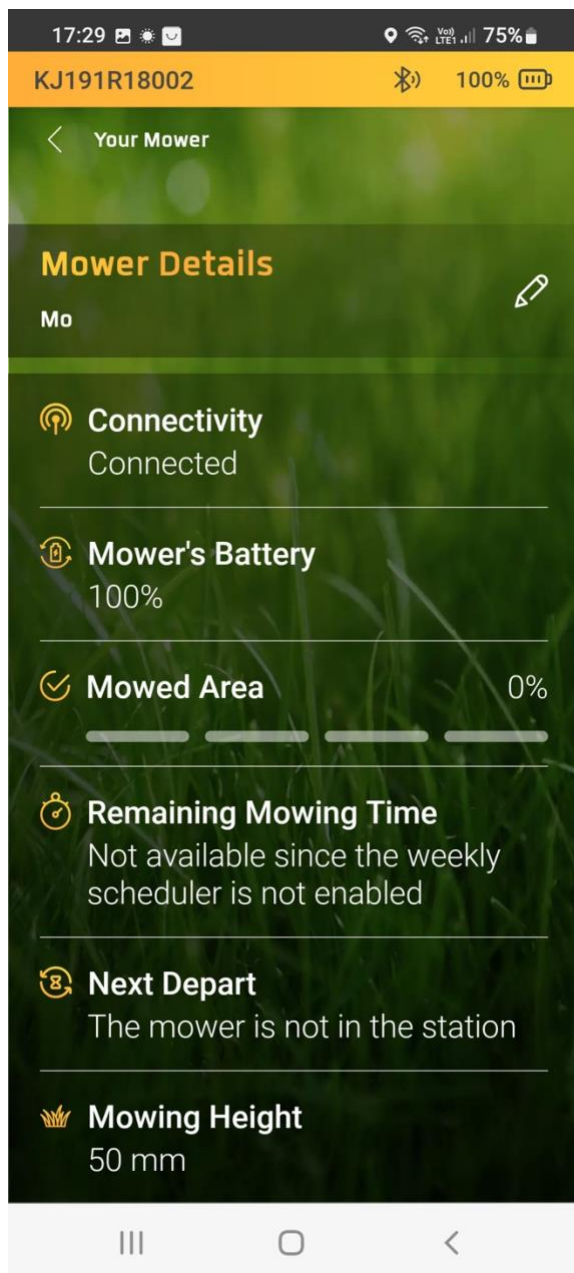 17:29 75%
KJ191R18002 100%
Your Mower
Mower Details
Mo
Connectivity
Connected
Mower's Battery
100%
Mowed Area 0%
Remaining Mowing Time
Not available since the weekly
scheduler is not enabled
Next Depart
The mower is not in the station
Mowing Height
50 mm